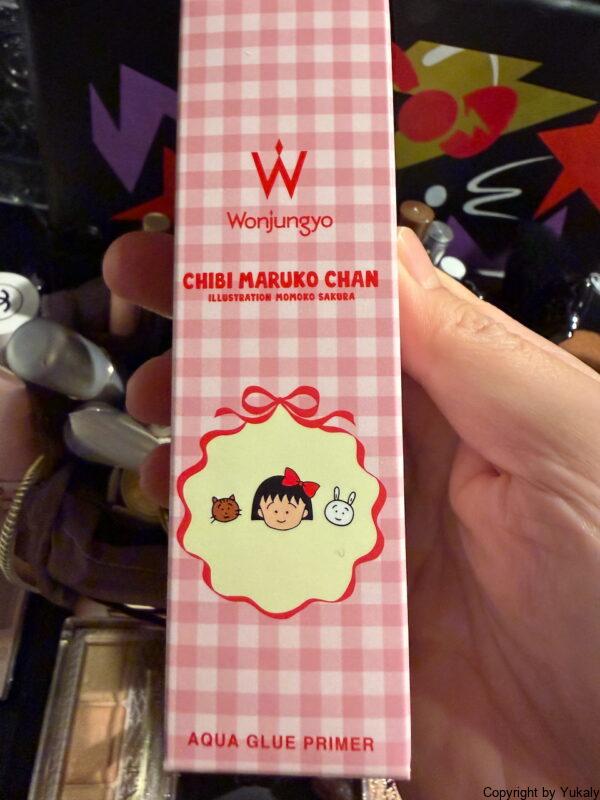 W
Wonjungyo
CHIBI MARUKO CHAN
ILLUSTRATION MOMOKO SAKURA
AQUA GLUE PRIMER
Copyright by Yukaly